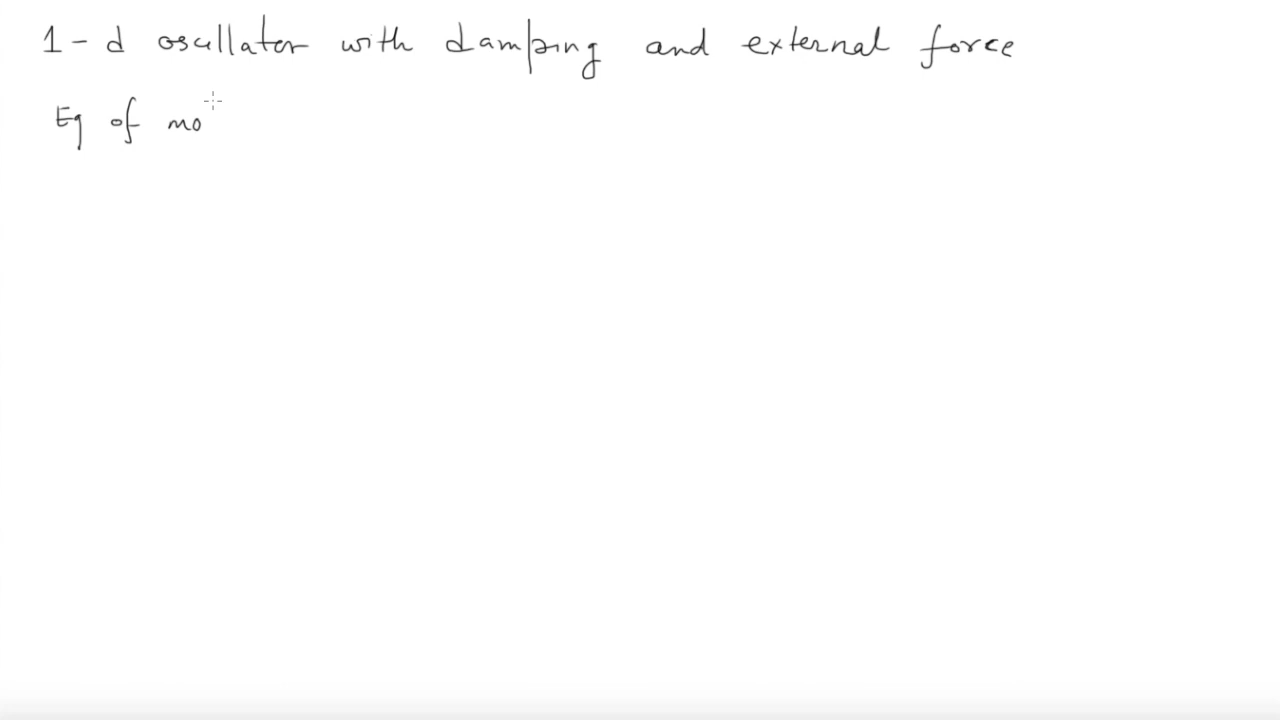 1-d oscillator with damping and external force
Eq of mo